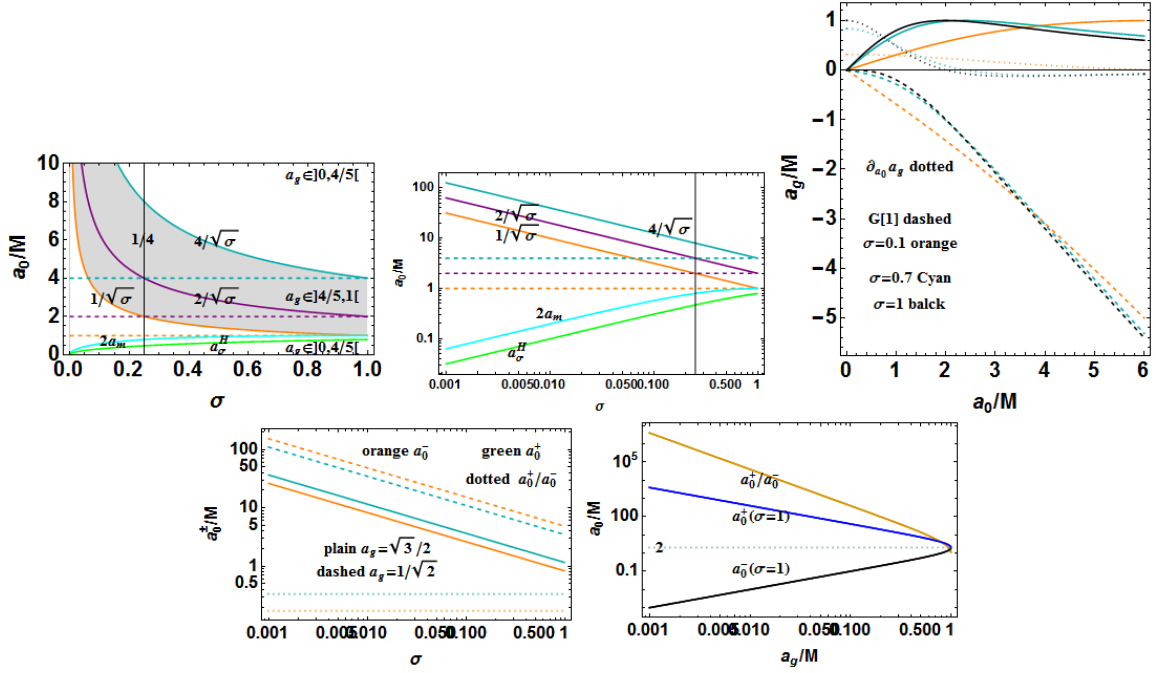 a₀/M
10
8
6
4
2
0
a_g∈]0,4/5[
1/4
4/√σ
1/√σ
2/√σ
a_g∈]4/5,1[
2a_m
a_σ^H
a_g∈]0,4/5[
0.0 0.2 0.4 0.6 0.8 1.0
σ
a₀/M
100
10
1
0.1
2/√σ
4/√σ
1/√σ
2a_m
a_σ^H
0.001 0.005 0.010 0.050 0.100 0.500 1
σ
a_g/M
1
0
−1
−2
−3
−4
−5
∂_{a₀} a_g dotted
G[1] dashed
σ=0.1 orange
σ=0.7 Cyan
σ=1 balck
0 1 2 3 4 5 6
a₀/M
a₀^±/M
100
50
10
5
1
0.5
orange a₀^-
green a₀^+
dotted a₀^+/a₀^-
plain a_g=√3/2
dashed a_g=1/√2
0.001 0.005 0.010 0.050 0.100 0.500 1
σ
a₀/M
10⁵
100
0.1
a₀^+/a₀^-
a₀^+(σ=1)
2
a₀^-(σ=1)
0.001 0.005 0.010 0.050 0.100 0.500 1
a_g/M